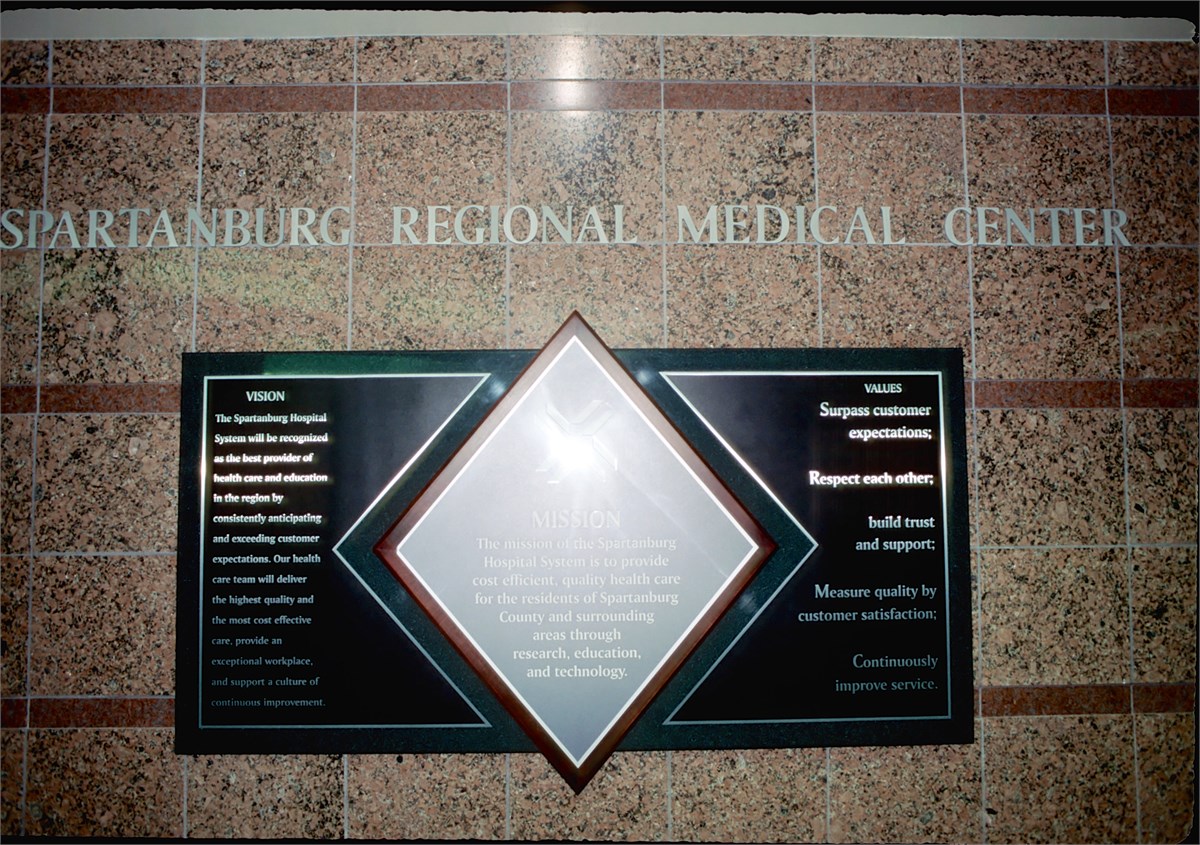 SPARTANBURG REGIONAL MEDICAL CENTER
VISION
The Spartanburg Hospital
System will be recognized
as the best provider of
health care and education
in the region by
consistently anticipating
and exceeding customer
expectations. Our health
care team will deliver
the highest quality and
the most cost effective
care, provide an
exceptional workplace,
and support a culture of
continuous improvement.
MISSION
The mission of the Spartanburg
Hospital System is to provide
cost efficient, quality health care
for the residents of Spartanburg
County and surrounding
areas through
research, education,
and technology.
VALUES
Surpass customer
expectations;
Respect each other;
build trust
and support;
Measure quality by
customer satisfaction;
Continuously
improve service.